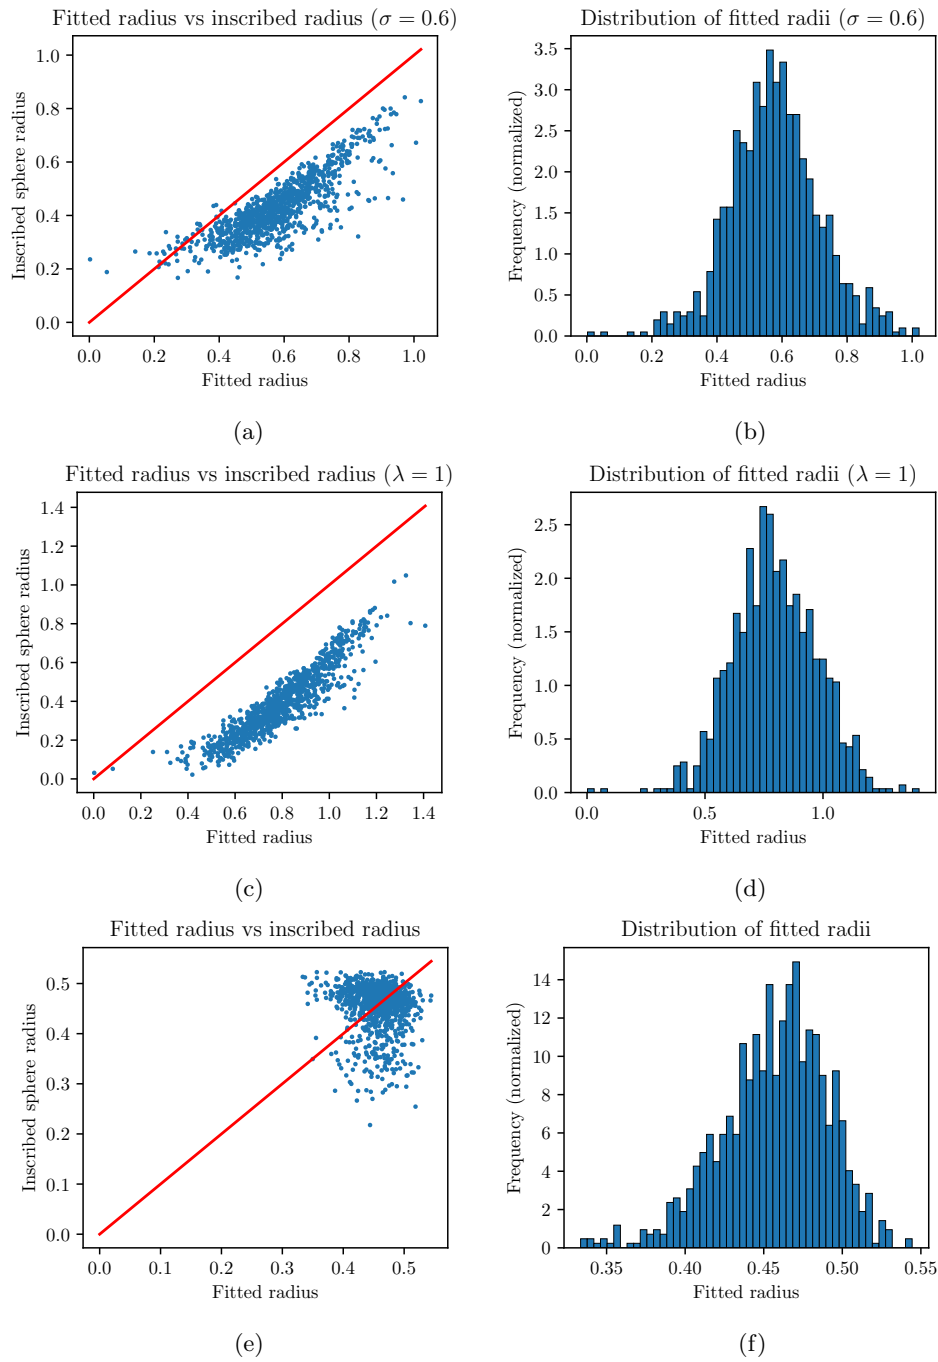 Fitted radius vs inscribed radius (σ = 0.6)
Inscribed sphere radius
1.0
0.8
0.6
0.4
0.2
0.0
0.0 0.2 0.4 0.6 0.8 1.0
Fitted radius
(a)
Distribution of fitted radii (σ = 0.6)
Frequency (normalized)
3.5
3.0
2.5
2.0
1.5
1.0
0.5
0.0
0.0 0.2 0.4 0.6 0.8 1.0
Fitted radius
(b)
Fitted radius vs inscribed radius (λ = 1)
Inscribed sphere radius
1.4
1.2
1.0
0.8
0.6
0.4
0.2
0.0
0.0 0.2 0.4 0.6 0.8 1.0 1.2 1.4
Fitted radius
(c)
Distribution of fitted radii (λ = 1)
Frequency (normalized)
2.5
2.0
1.5
1.0
0.5
0.0
0.0 0.5 1.0
Fitted radius
(d)
Fitted radius vs inscribed radius
Inscribed sphere radius
0.5
0.4
0.3
0.2
0.1
0.0
0.0 0.1 0.2 0.3 0.4 0.5
Fitted radius
(e)
Distribution of fitted radii
Frequency (normalized)
14
12
10
8
6
4
2
0
0.35 0.40 0.45 0.50 0.55
Fitted radius
(f)